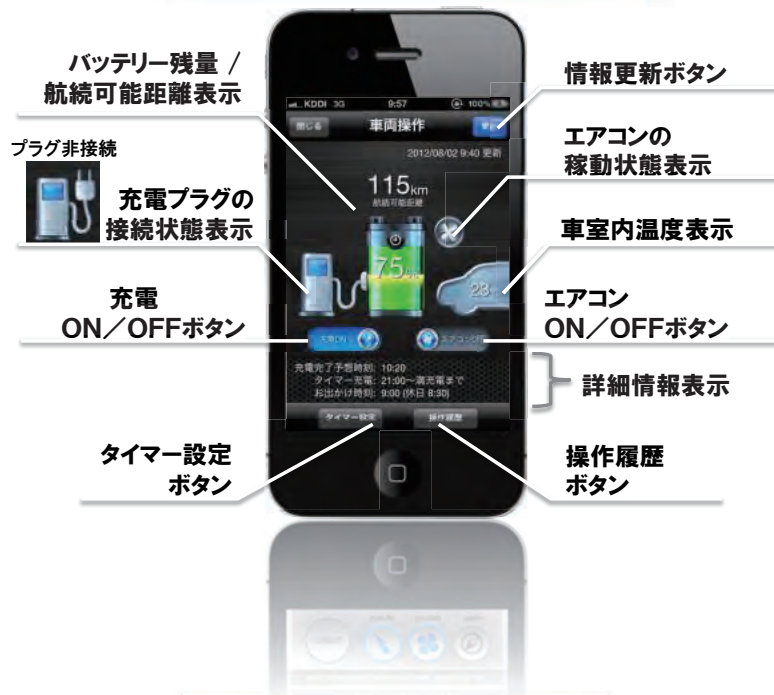 バッテリー残量 /
航続可能距離表示
プラグ非接続
充電プラグの
接続状態表示
充電
ON／OFFボタン
タイマー設定
ボタン
KDDI 3G 9:57 100%
閉じる 車両操作
2012/08/02 9:40 更新
115km
航続可能距離
75%
23
充電ON エアコン
充電完了予想時刻: 10:20
タイマー充電: 21:00〜満充電まで
お出かけ時刻: 9:00 (休日 8:30)
タイマー設定 操作履歴
情報更新ボタン
エアコンの
稼動状態表示
車室内温度表示
エアコン
ON／OFFボタン
詳細情報表示
操作履歴
ボタン